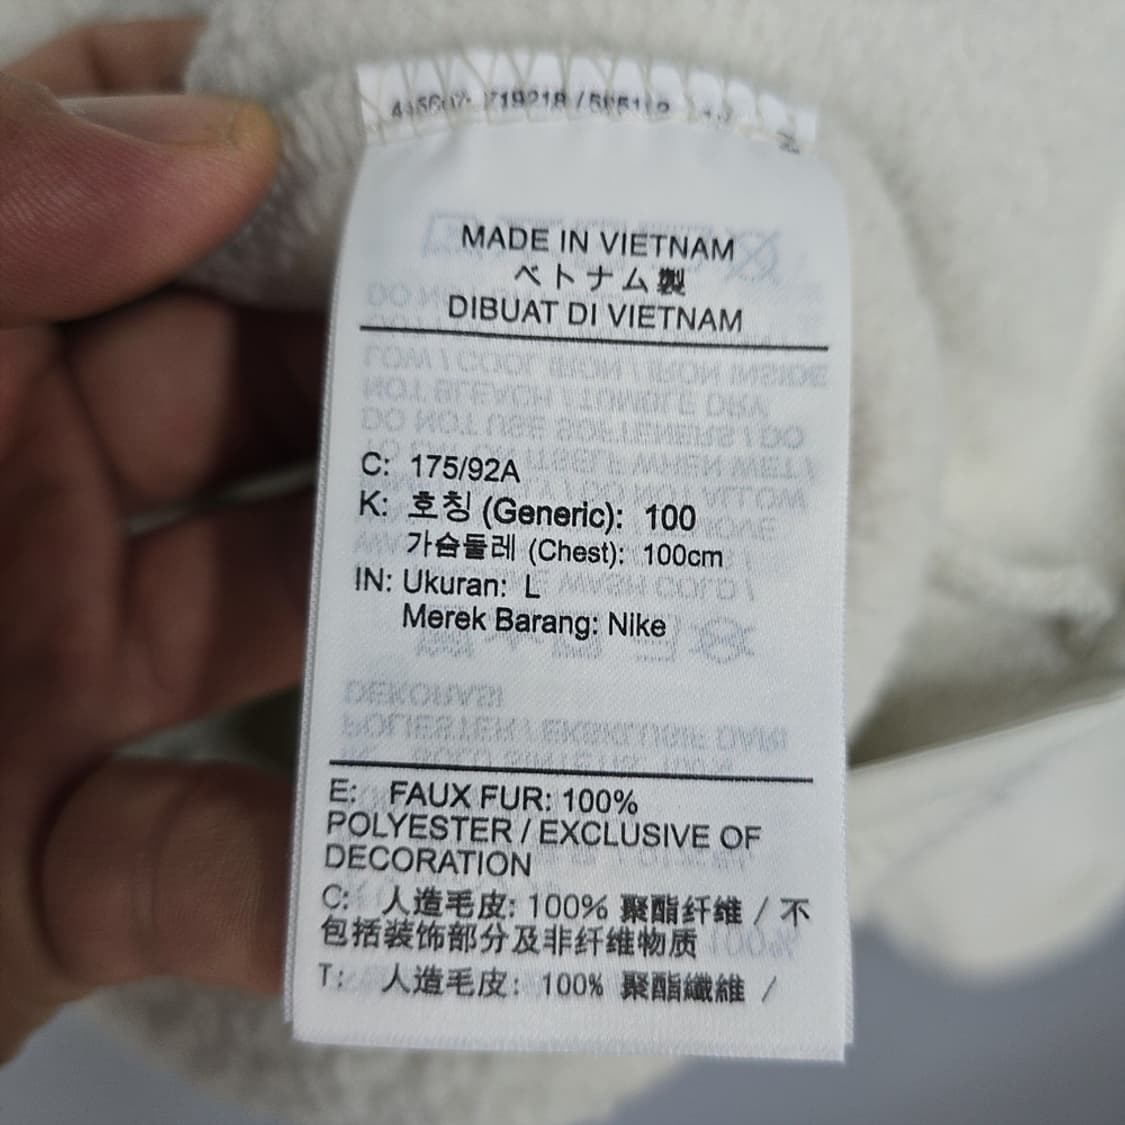 MADE IN VIETNAM
ベトナム製
DIBUAT DI VIETNAM
C: 175/92A
K: 호칭 (Generic): 100
가슴둘레 (Chest): 100cm
IN: Ukuran: L
Merek Barang: Nike
E: FAUX FUR: 100%
POLYESTER / EXCLUSIVE OF
DECORATION
C: 人造毛皮: 100% 聚酯纤维 / 不
包括装饰部分及非纤维物质
T: 人造毛皮: 100% 聚酯纖維 /